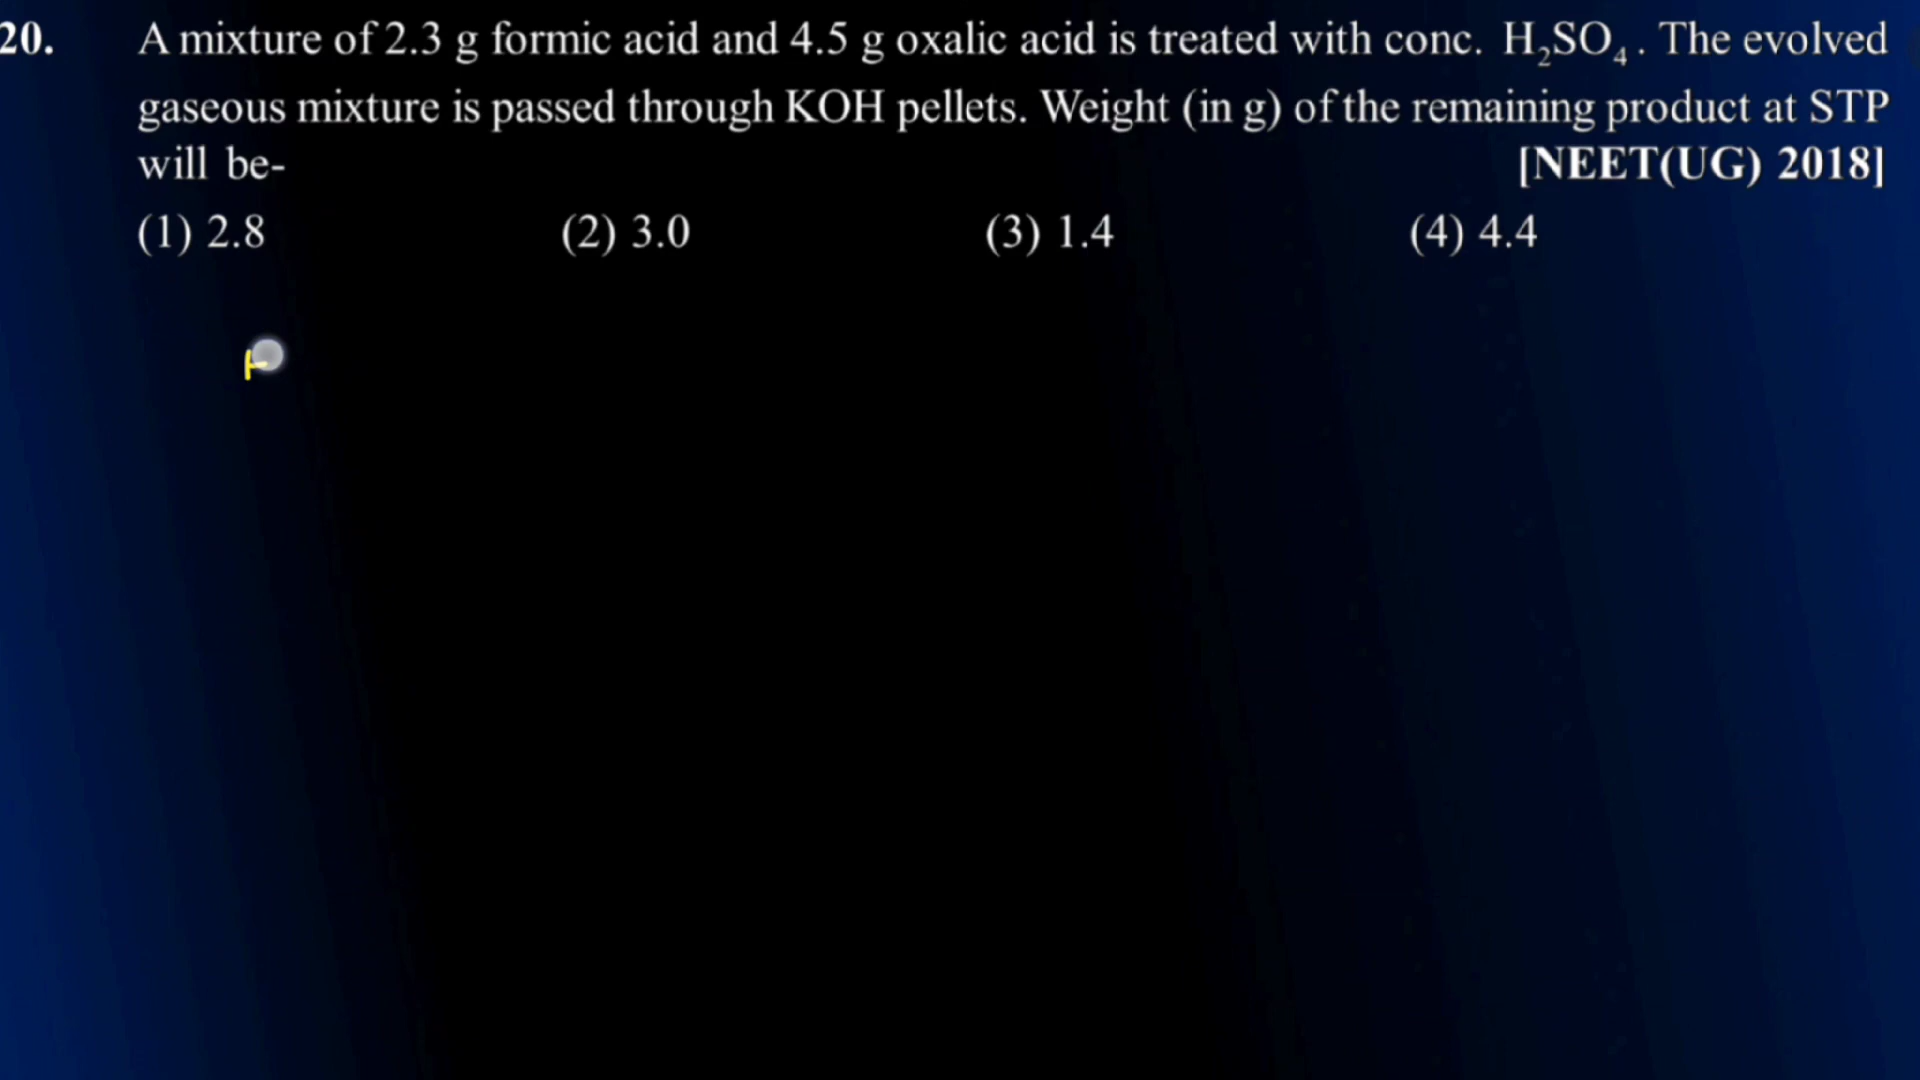 20. A mixture of 2.3 g formic acid and 4.5 g oxalic acid is treated with conc. H₂SO₄. The evolved
gaseous mixture is passed through KOH pellets. Weight (in g) of the remaining product at STP
will be- [NEET(UG) 2018]
(1) 2.8 (2) 3.0 (3) 1.4 (4) 4.4